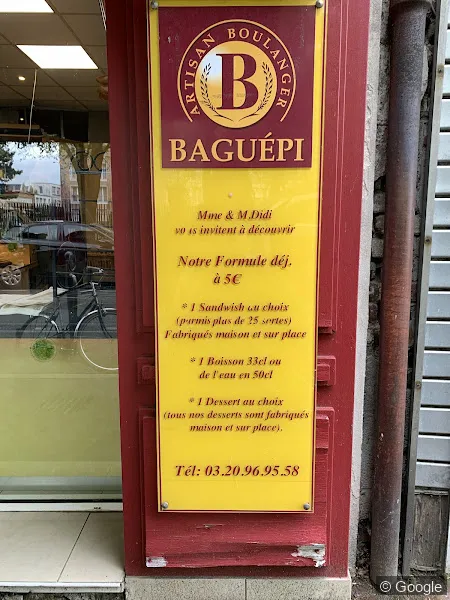 ARTISAN BOULANGER
B
BAGUÉPI
Mme & M.Didi
vous invitent à découvrir
Notre Formule déj.
à 5€
* 1 Sandwish au choix
(parmis plus de 25 sortes)
Fabriqués maison et sur place
* 1 Boisson 33cl ou
de l'eau en 50cl
* 1 Dessert au choix
(tous nos desserts sont fabriqués
maison et sur place).
Tél: 03.20.96.95.58
© Google